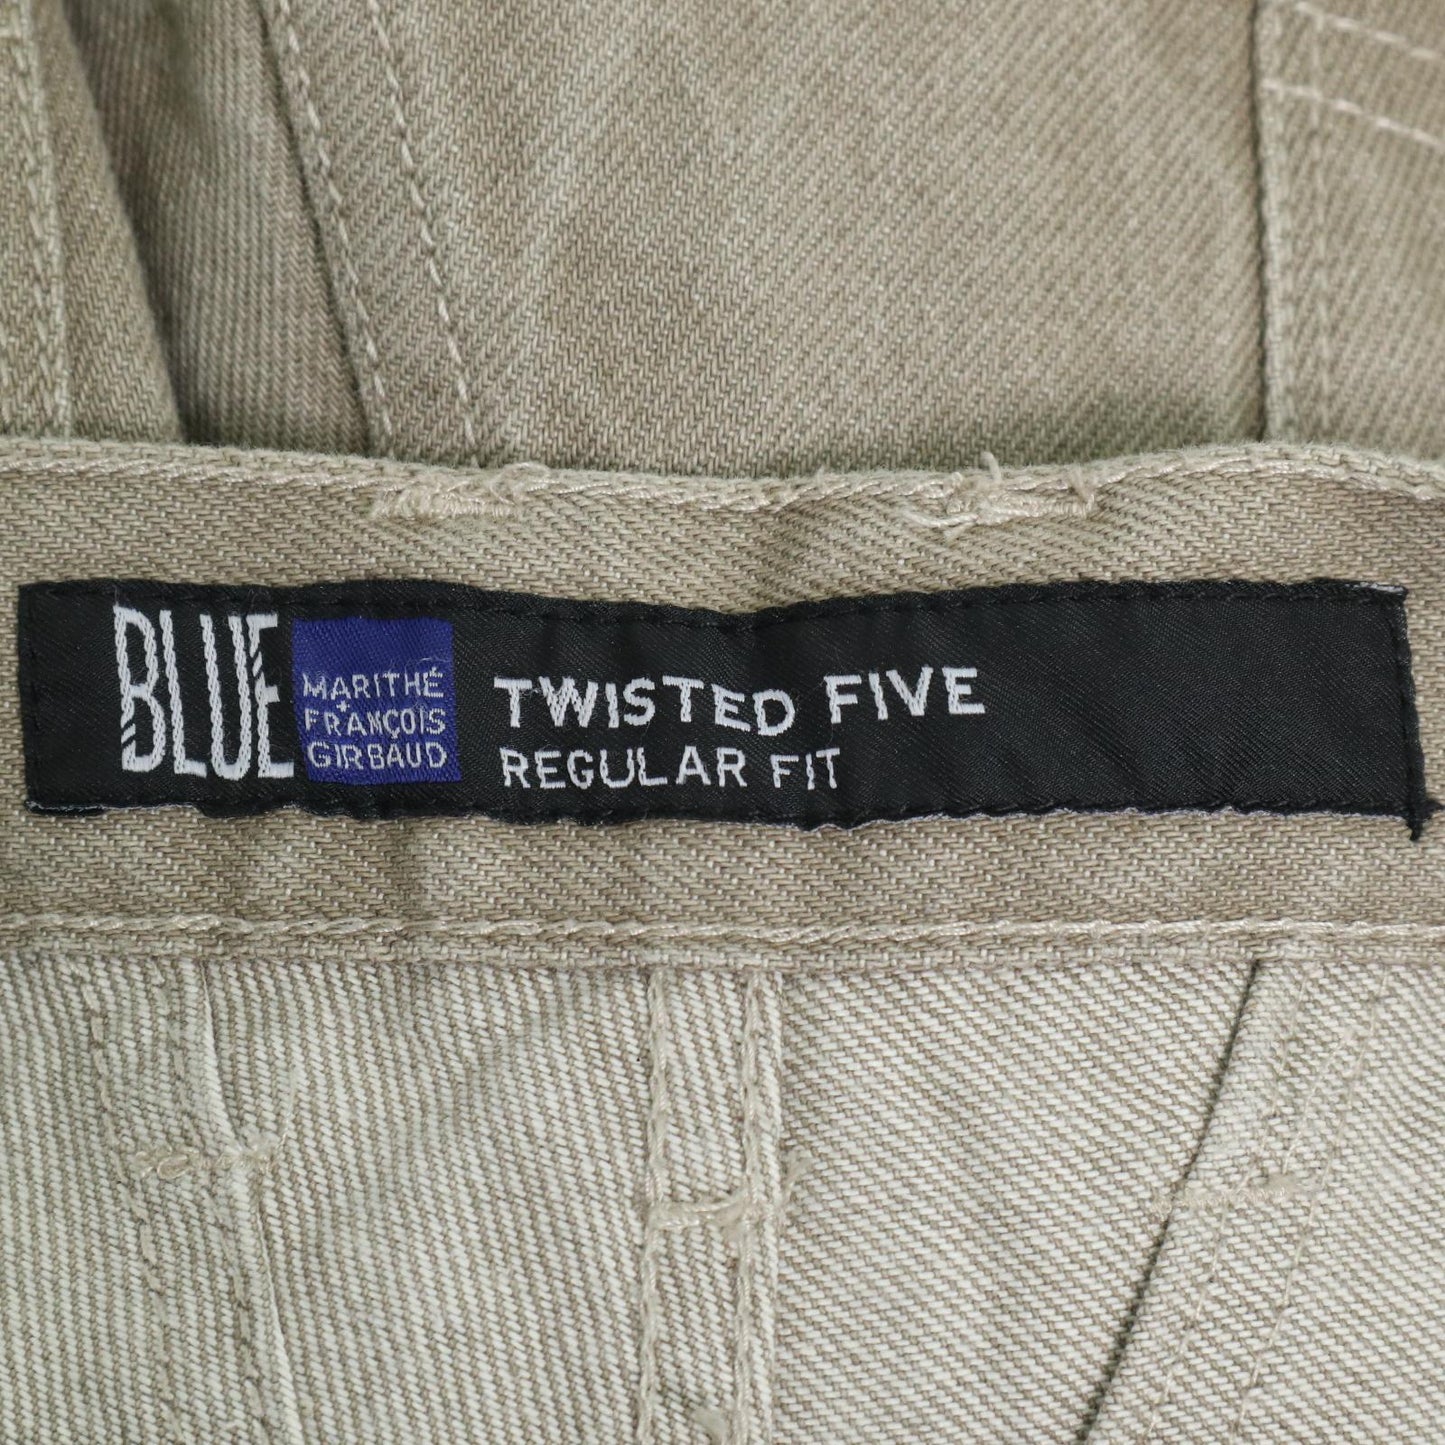 BLUE
MARITHÉ
+
FRANÇOIS
GIRBAUD
TWISTED FIVE
REGULAR FIT